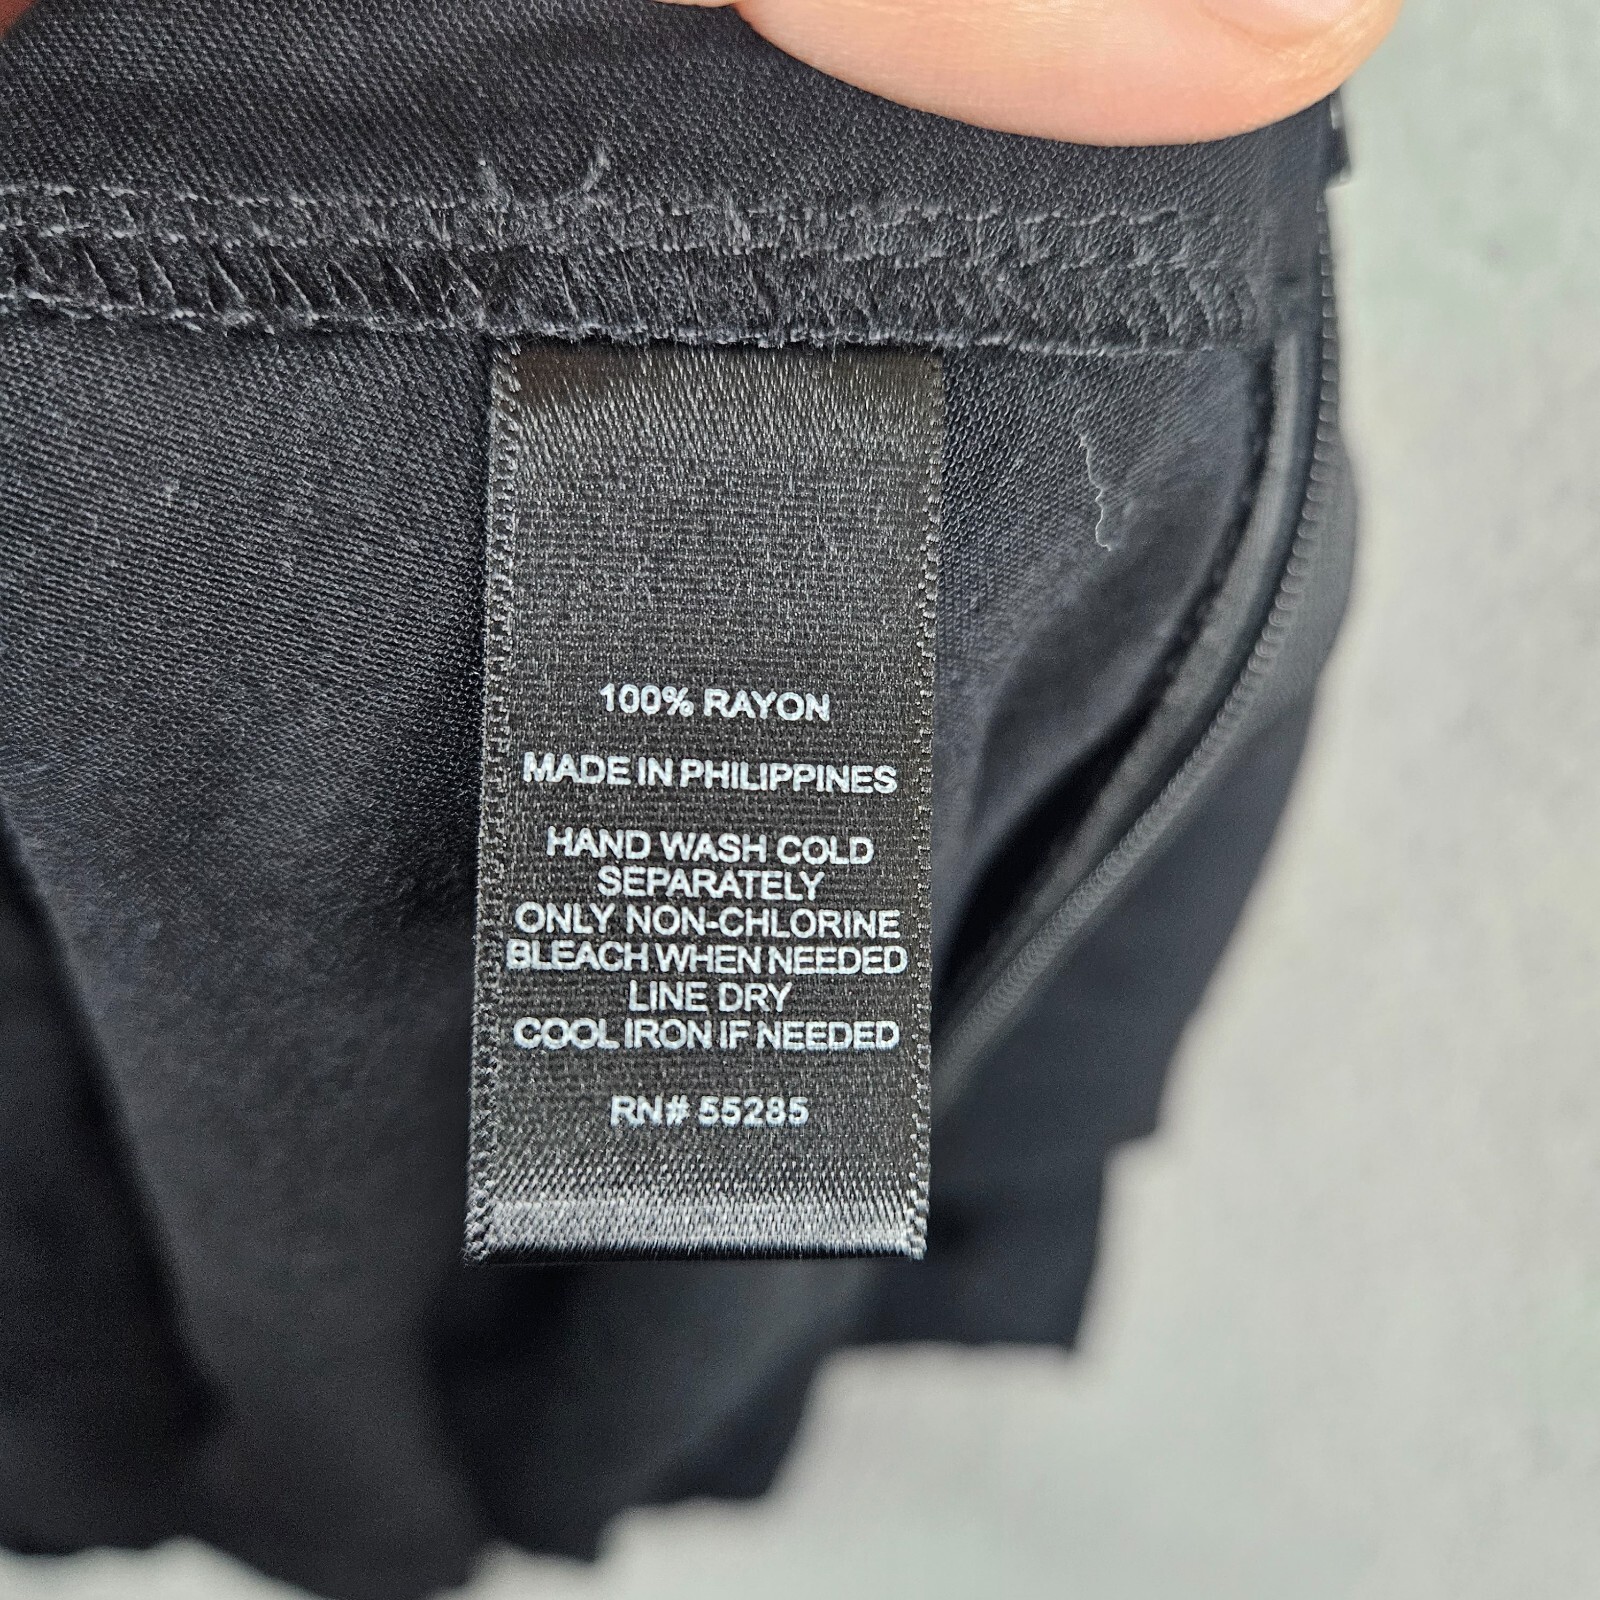 100% RAYON
MADE IN PHILIPPINES
HAND WASH COLD
SEPARATELY
ONLY NON-CHLORINE
BLEACH WHEN NEEDED
LINE DRY
COOL IRON IF NEEDED
RN# 55285